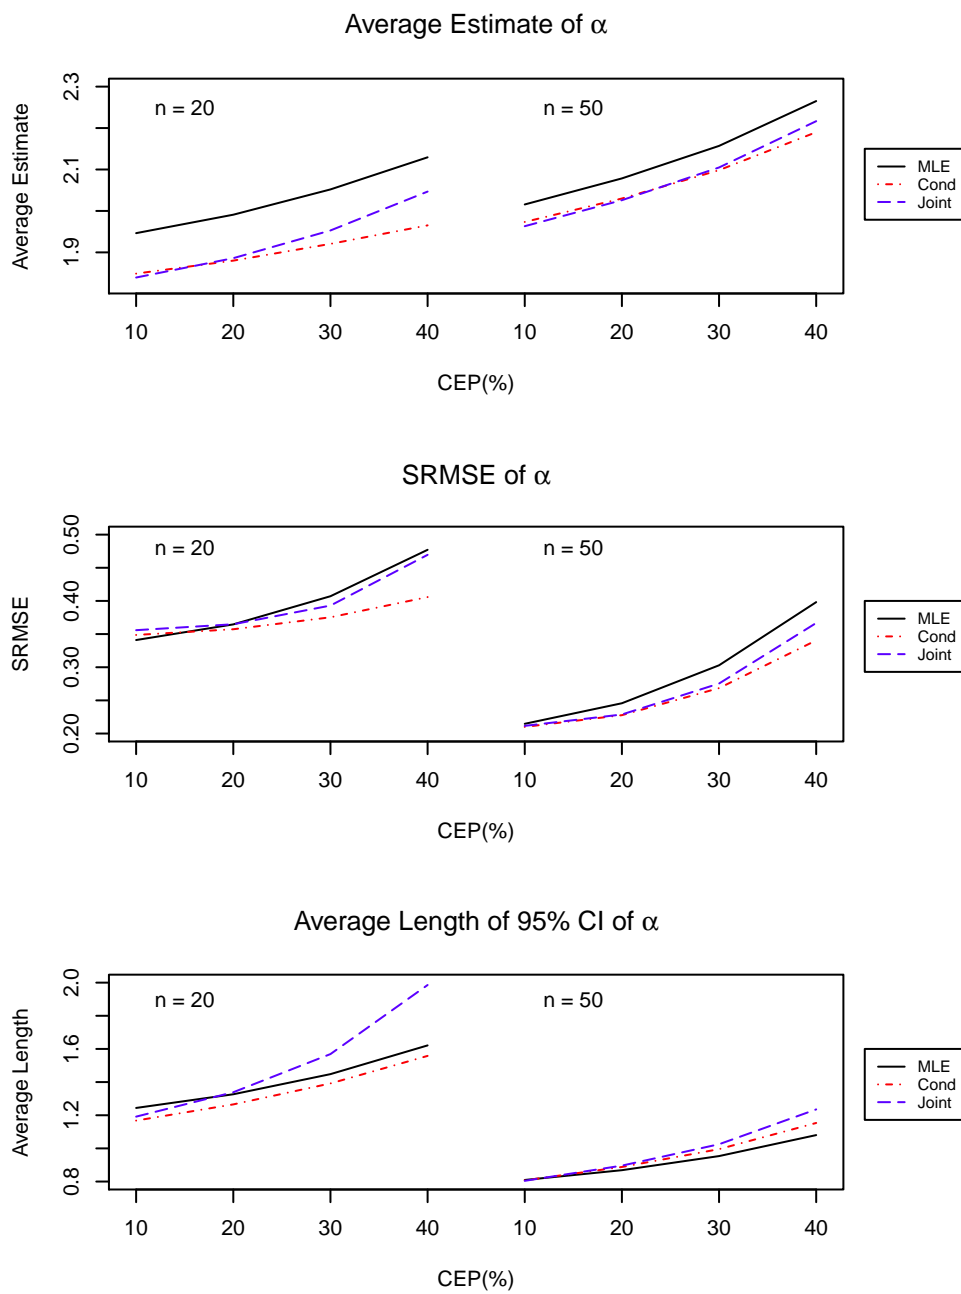 Average Estimate of α
Average Estimate
2.3
2.1
1.9
n = 20
n = 50
10 20 30 40 10 20 30 40
CEP(%)
MLE
Cond
Joint
SRMSE of α
SRMSE
0.50
0.40
0.30
0.20
n = 20
n = 50
10 20 30 40 10 20 30 40
CEP(%)
MLE
Cond
Joint
Average Length of 95% CI of α
Average Length
2.0
1.6
1.2
0.8
n = 20
n = 50
10 20 30 40 10 20 30 40
CEP(%)
MLE
Cond
Joint